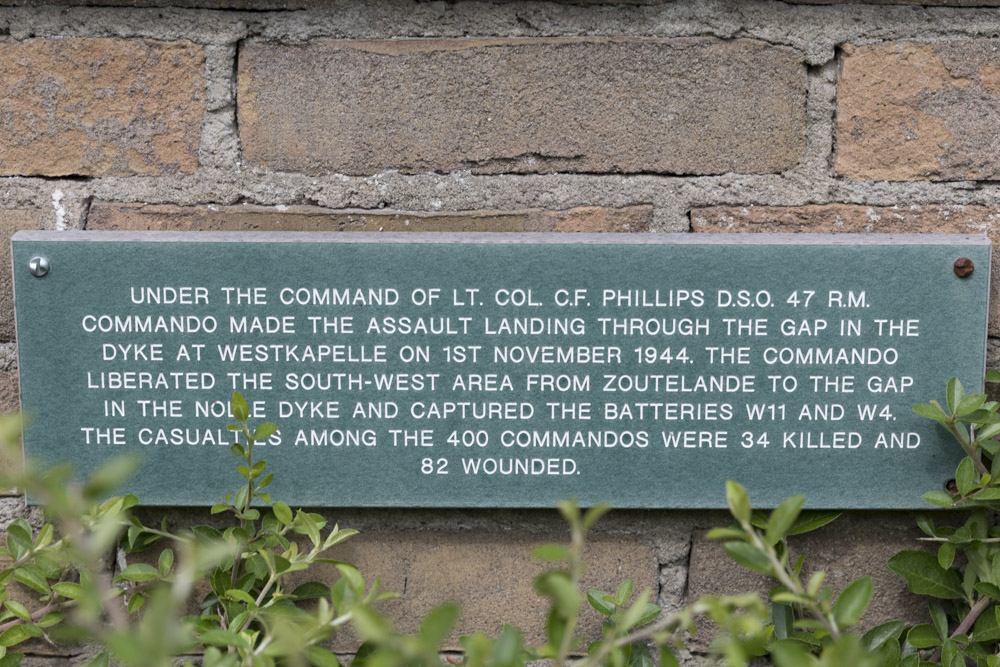 UNDER THE COMMAND OF LT. COL. C.F. PHILLIPS D.S.O. 47 R.M.
COMMANDO MADE THE ASSAULT LANDING THROUGH THE GAP IN THE
DYKE AT WESTKAPELLE ON 1ST NOVEMBER 1944. THE COMMANDO
LIBERATED THE SOUTH-WEST AREA FROM ZOUTELANDE TO THE GAP
IN THE NOLLE DYKE AND CAPTURED THE BATTERIES W11 AND W4.
THE CASUALTIES AMONG THE 400 COMMANDOS WERE 34 KILLED AND
82 WOUNDED.